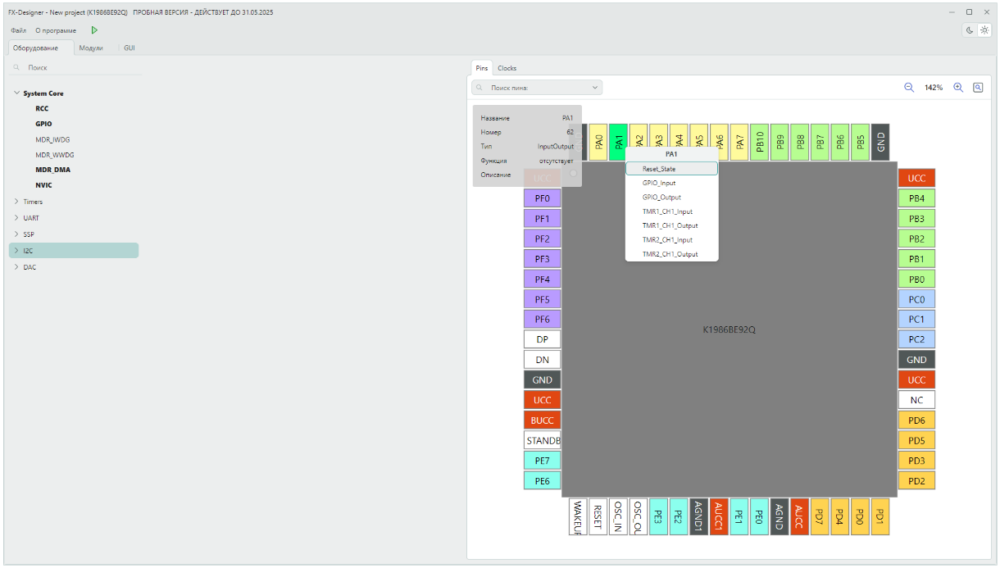 FX-Designer - New project (K1986BE92Q) ПРОБНАЯ ВЕРСИЯ - ДЕЙСТВУЕТ ДО 31.05.2025
Файл О программе
Оборудование Модули GUI
Поиск
System Core
RCC
GPIO
MDR_IWDG
MDR_WWDG
MDR_DMA
NVIC
Timers
UART
SSP
I2C
DAC
Pins Clocks
Поиск пина: 142%
Название PA1
Номер 62
Тип InputOutput
Функция отсутствует
Описание
PA0 PA1 PA2 PA3 PA4 PA5 PA6 PA7 PB10 PB9 PB8 PB7 PB6 PB5 GND
PA1
Reset_State
GPIO_Input
GPIO_Output
TMR1_CH1_Input
TMR1_CH1_Output
TMR2_CH1_Input
TMR2_CH1_Output
UCC
PF0
PF1
PF2
PF3
PF4
PF5
PF6
DP
DN
GND
UCC
BUCC
STANDB
PE7
PE6
K1986BE92Q
UCC
PB4
PB3
PB2
PB1
PB0
PC0
PC1
PC2
GND
UCC
NC
PD6
PD5
PD3
PD2
WAKEUP RESET OSC_IN OSC_OU PE3 PE2 AGND1 AUCC1 PE1 PE0 AGND AUCC PD7 PD4 PD0 PD1